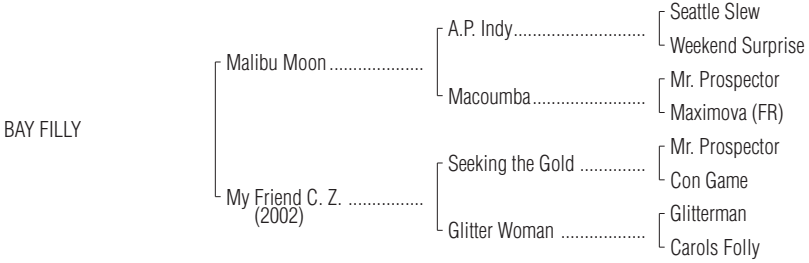 Seattle Slew
A.P. Indy............................
Weekend Surprise
Malibu Moon....................
Mr. Prospector
Macoumba........................
Maximova (FR)
BAY FILLY
Mr. Prospector
Seeking the Gold ..............
Con Game
My Friend C. Z. ................
(2002)
Glitterman
Glitter Woman ..................
Carols Folly